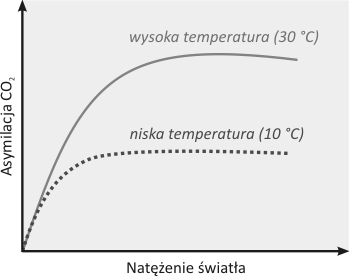 wysoka temperatura (30 °C)
niska temperatura (10 °C)
Asymilacja CO₂
Natężenie światła